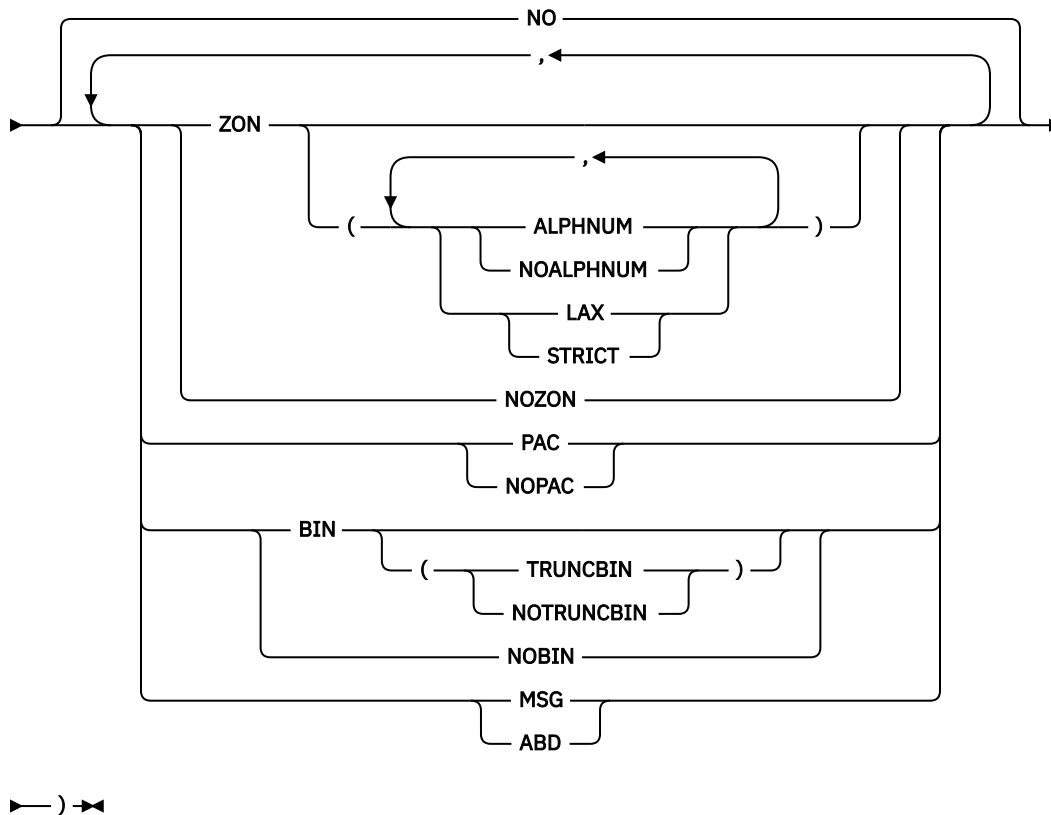 NO
,
ZON
,
( ALPHNUM )
NOALPHNUM
LAX
STRICT
NOZON
PAC
NOPAC
BIN
( TRUNCBIN )
NOTRUNCBIN
NOBIN
MSG
ABD
)